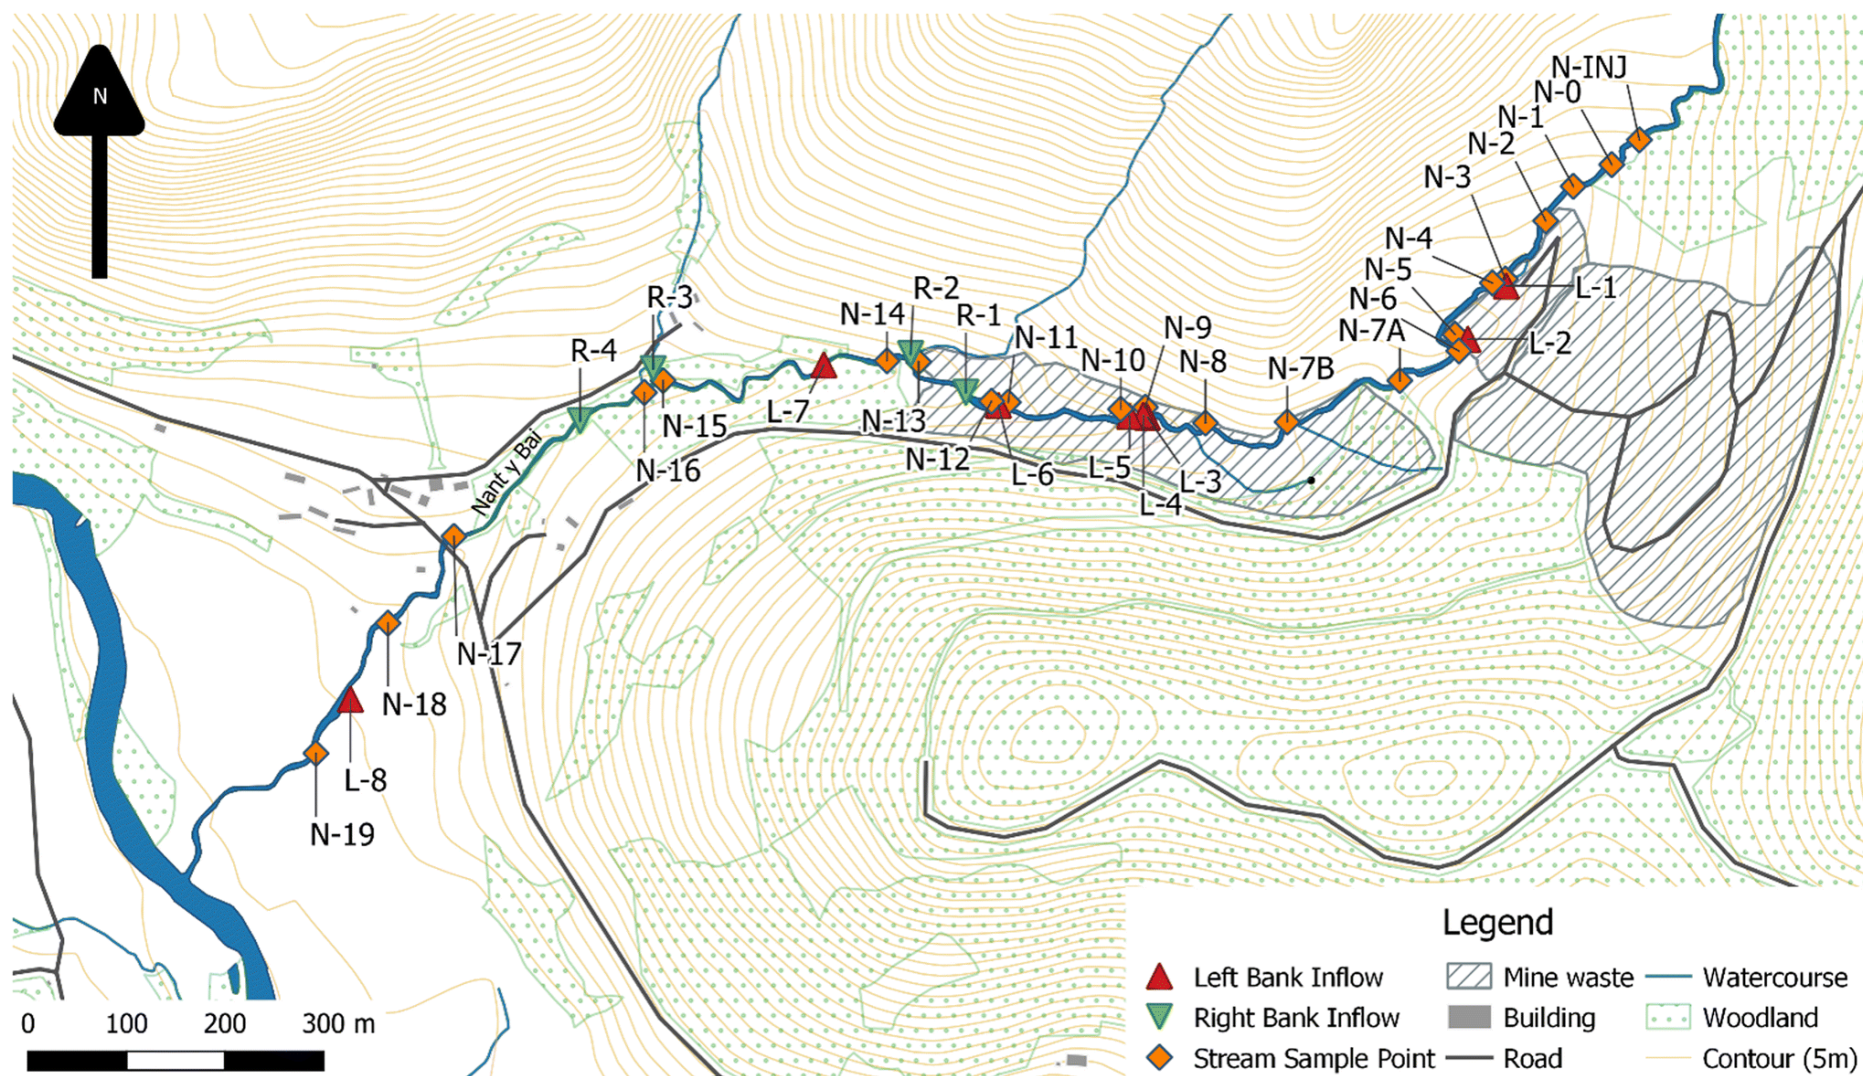 N
N-INJ
N-0
N-1
N-2
N-3
N-4
N-5
N-6
N-7A
L-1
L-2
R-3
R-2
N-14
R-1
N-11
N-9
N-10
N-8
N-7B
R-4
L-7
N-13
N-15
N-12
N-16
L-6
L-5
L-3
L-4
Nant y Bai
N-17
N-18
L-8
N-19
Legend
Left Bank Inflow
Mine waste
Watercourse
Right Bank Inflow
Building
Woodland
Stream Sample Point
Road
Contour (5m)
0 100 200 300 m